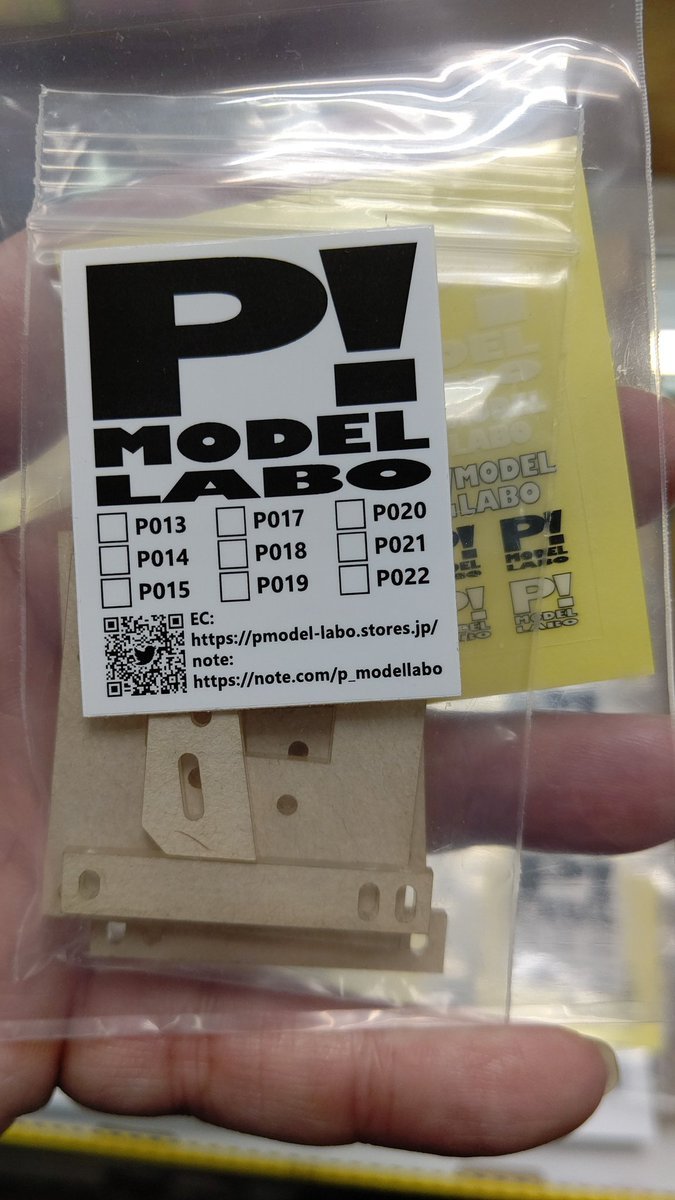 P!
MODEL
LABO
P013
P014
P015
P017
P018
P019
P020
P021
P022
EC:
https://pmodel-labo.stores.jp/
note:
https://note.com/p_modellabo
MODEL
LABO
P!
MODEL
LABO
P!
MODEL
LABO